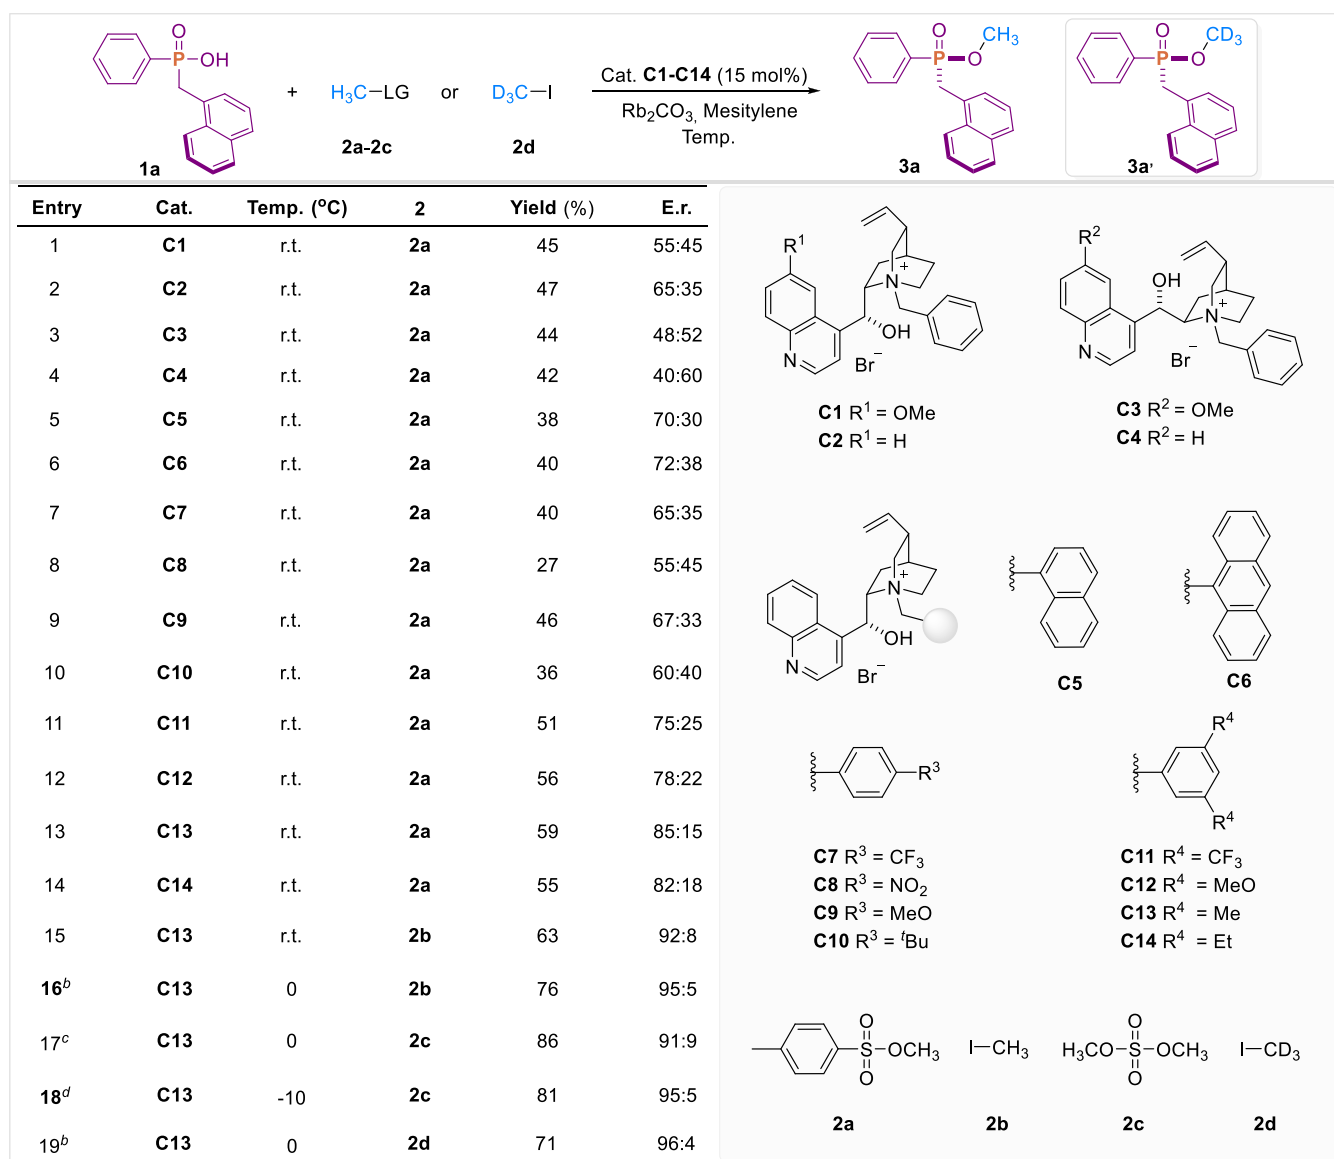 O
P
OH
1a
+
H₃C–LG or D₃C–I
2a-2c 2d
Cat. C1-C14 (15 mol%)
Rb₂CO₃, Mesitylene
Temp.
O
P O CH₃
3a
O
P O CD₃
3a'
Entry Cat. Temp. (°C) 2 Yield (%) E.r.
1 C1 r.t. 2a 45 55:45
2 C2 r.t. 2a 47 65:35
3 C3 r.t. 2a 44 48:52
4 C4 r.t. 2a 42 40:60
5 C5 r.t. 2a 38 70:30
6 C6 r.t. 2a 40 72:38
7 C7 r.t. 2a 40 65:35
8 C8 r.t. 2a 27 55:45
9 C9 r.t. 2a 46 67:33
10 C10 r.t. 2a 36 60:40
11 C11 r.t. 2a 51 75:25
12 C12 r.t. 2a 56 78:22
13 C13 r.t. 2a 59 85:15
14 C14 r.t. 2a 55 82:18
15 C13 r.t. 2b 63 92:8
16ᵇ C13 0 2b 76 95:5
17ᶜ C13 0 2c 86 91:9
18ᵈ C13 -10 2c 81 95:5
19ᵇ C13 0 2d 71 96:4
R¹
N
+
N
OH
Br⁻
C1 R¹ = OMe
C2 R¹ = H
R²
OH
N
+
N
Br⁻
C3 R² = OMe
C4 R² = H
N
+
N
OH
Br⁻
C5
C6
R³
C7 R³ = CF₃
C8 R³ = NO₂
C9 R³ = MeO
C10 R³ = ᵗBu
R⁴
R⁴
C11 R⁴ = CF₃
C12 R⁴ = MeO
C13 R⁴ = Me
C14 R⁴ = Et
O
S–OCH₃
O
2a
I–CH₃
2b
O
H₃CO–S–OCH₃
O
2c
I–CD₃
2d